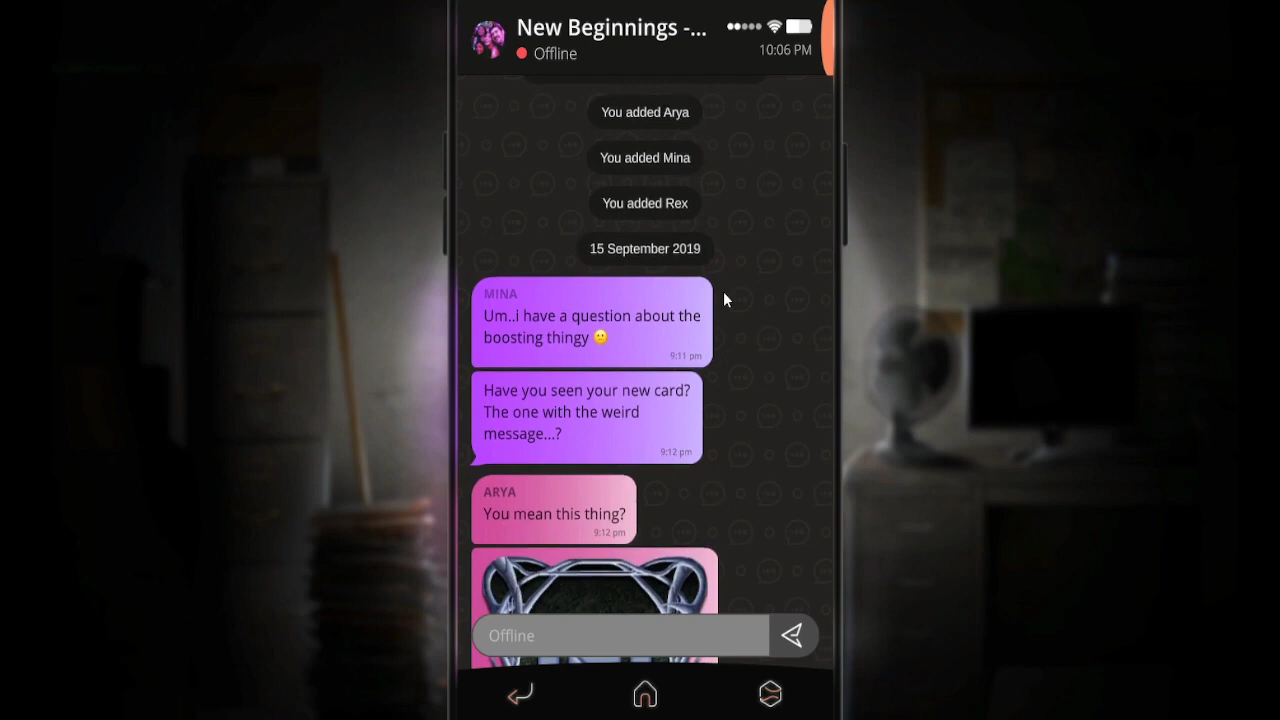 New Beginnings -...
Offline
10:06 PM
You added Arya
You added Mina
You added Rex
15 September 2019
MINA
Um..i have a question about the
boosting thingy 🙁
9:11 pm
Have you seen your new card?
The one with the weird
message...?
9:12 pm
ARYA
You mean this thing?
9:12 pm
Offline